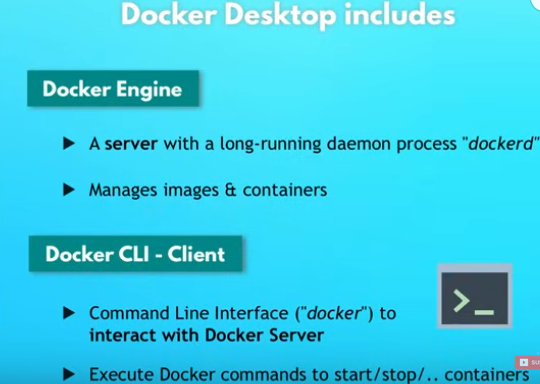 Docker Desktop includes
Docker Engine
A server with a long-running daemon process "dockerd"
Manages images & containers
Docker CLI - Client
Command Line Interface ("docker") to
interact with Docker Server
Execute Docker commands to start/stop/.. containers